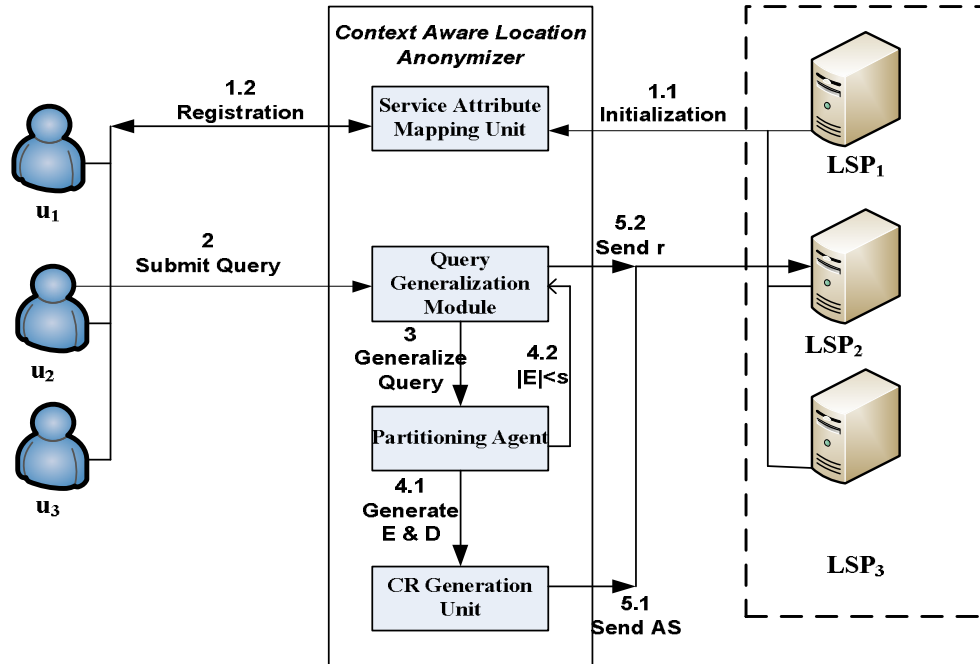 Context Aware Location
Anonymizer
1.2
Registration
Service Attribute
Mapping Unit
1.1
Initialization
LSP1
u1
2
Submit Query
Query
Generalization
Module
5.2
Send r
LSP2
u2
3
Generalize
Query
4.2
|E|<s
Partitioning Agent
u3
4.1
Generate
E & D
CR Generation
Unit
5.1
Send AS
LSP3